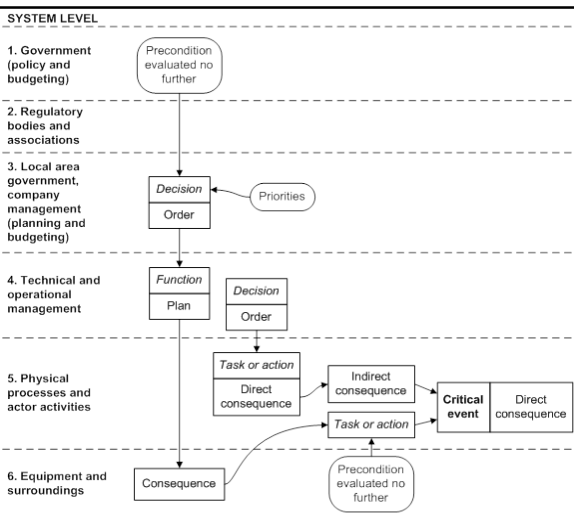 SYSTEM LEVEL
1. Government
(policy and
budgeting)
Precondition
evaluated no
further
2. Regulatory
bodies and
associations
3. Local area
government,
company
management
(planning and
budgeting)
Decision
Order
Priorities
4. Technical and
operational
management
Function
Plan
Decision
Order
5. Physical
processes and
actor activities
Task or action
Direct
consequence
Indirect
consequence
Task or action
Critical
event
Direct
consequence
6. Equipment and
surroundings
Consequence
Precondition
evaluated no
further